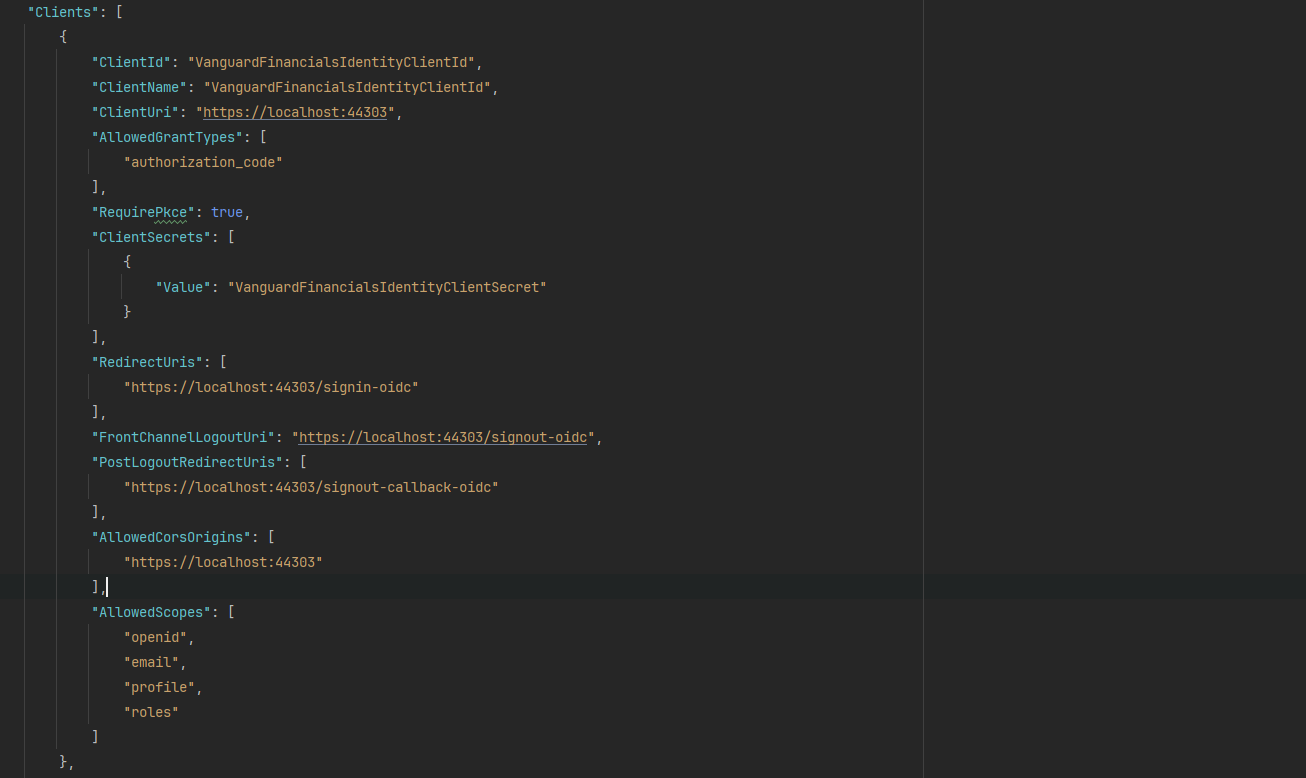 "Clients": [
{
"ClientId": "VanguardFinancialsIdentityClientId",
"ClientName": "VanguardFinancialsIdentityClientId",
"ClientUri": "https://localhost:44303",
"AllowedGrantTypes": [
"authorization_code"
],
"RequirePkce": true,
"ClientSecrets": [
{
"Value": "VanguardFinancialsIdentityClientSecret"
}
],
"RedirectUris": [
"https://localhost:44303/signin-oidc"
],
"FrontChannelLogoutUri": "https://localhost:44303/signout-oidc",
"PostLogoutRedirectUris": [
"https://localhost:44303/signout-callback-oidc"
],
"AllowedCorsOrigins": [
"https://localhost:44303"
],
"AllowedScopes": [
"openid",
"email",
"profile",
"roles"
]
},